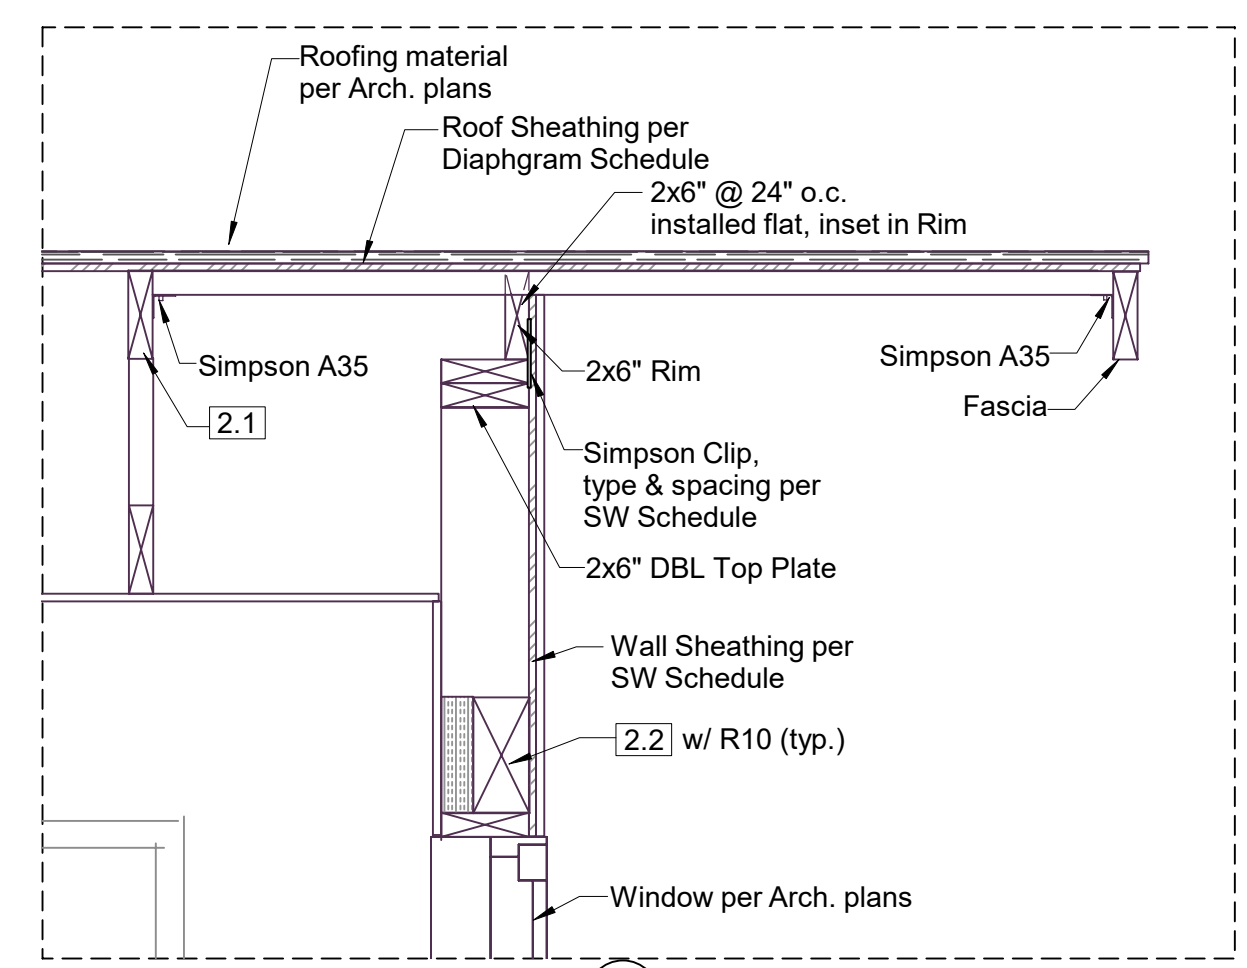 Roofing material
per Arch. plans
Roof Sheathing per
Diaphgram Schedule
2x6" @ 24" o.c.
installed flat, inset in Rim
Simpson A35
2x6" Rim
Simpson A35
Fascia
2.1
Simpson Clip,
type & spacing per
SW Schedule
2x6" DBL Top Plate
Wall Sheathing per
SW Schedule
2.2 w/ R10 (typ.)
Window per Arch. plans